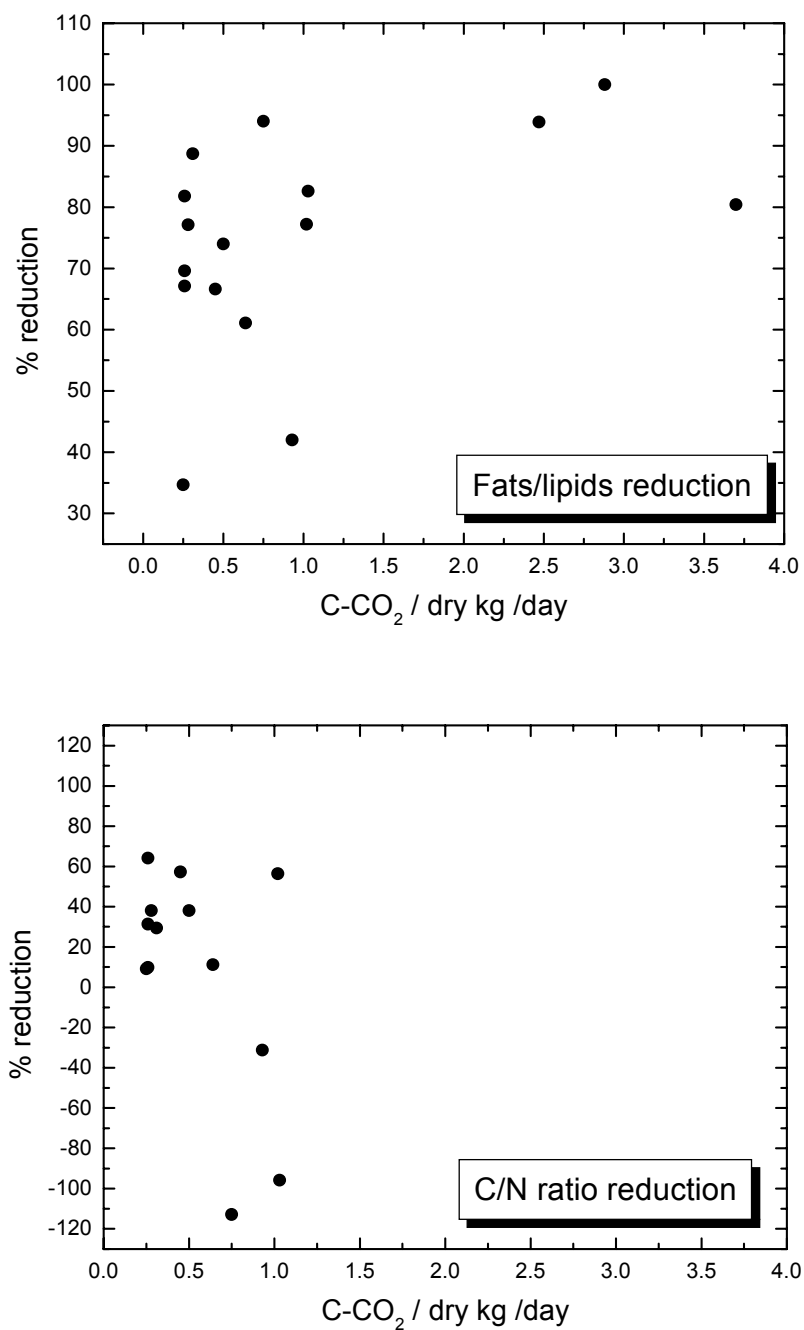 110
100
90
80
70
60
50
40
30
% reduction
Fats/lipids reduction
0.0 0.5 1.0 1.5 2.0 2.5 3.0 3.5 4.0
C-CO₂ / dry kg /day
120
100
80
60
40
20
0
-20
-40
-60
-80
-100
-120
% reduction
C/N ratio reduction
0.0 0.5 1.0 1.5 2.0 2.5 3.0 3.5 4.0
C-CO₂ / dry kg /day